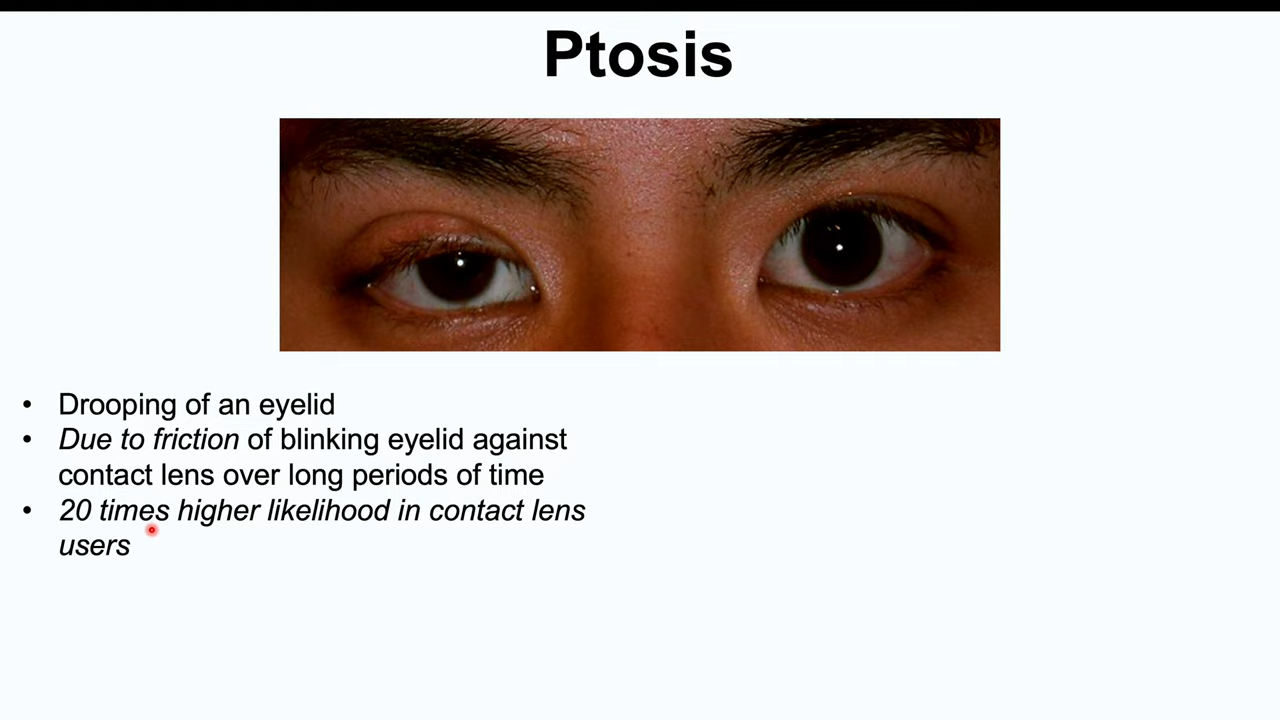 Ptosis
• Drooping of an eyelid
• Due to friction of blinking eyelid against
contact lens over long periods of time
• 20 times higher likelihood in contact lens
users